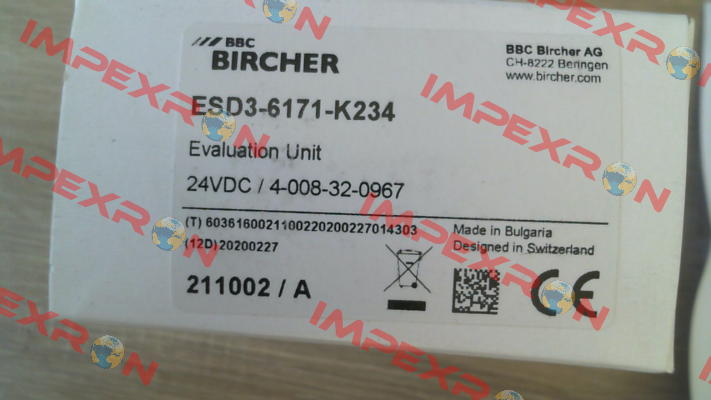 BBC
BIRCHER
BBC Bircher AG
CH-8222 Beringen
www.bircher.com
ESD3-6171-K234
Evaluation Unit
24VDC / 4-008-32-0967
(T) 6036160021100220200227014303
(12D) 20200227
Made in Bulgaria
Designed in Switzerland
211002 / A
CE
IMPEXRON
IMPEXRON
IMPEXRON
IMPEXRON
IMPEXRON
IMPEXRON